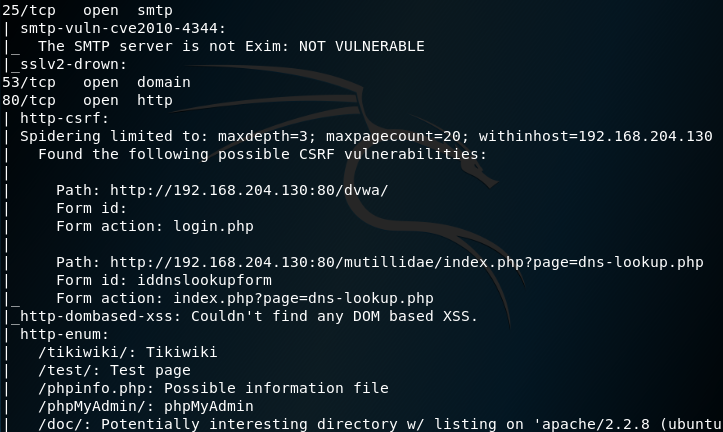 25/tcp   open  smtp
| smtp-vuln-cve2010-4344:
|_  The SMTP server is not Exim: NOT VULNERABLE
|_sslv2-drown:
53/tcp   open  domain
80/tcp   open  http
| http-csrf:
| Spidering limited to: maxdepth=3; maxpagecount=20; withinhost=192.168.204.130
|   Found the following possible CSRF vulnerabilities:
|
|     Path: http://192.168.204.130:80/dvwa/
|     Form id:
|     Form action: login.php
|
|     Path: http://192.168.204.130:80/mutillidae/index.php?page=dns-lookup.php
|     Form id: iddnslookupform
|_    Form action: index.php?page=dns-lookup.php
|_http-dombased-xss: Couldn't find any DOM based XSS.
| http-enum:
|   /tikiwiki/: Tikiwiki
|   /test/: Test page
|   /phpinfo.php: Possible information file
|   /phpMyAdmin/: phpMyAdmin
|   /doc/: Potentially interesting directory w/ listing on 'apache/2.2.8 (ubuntu